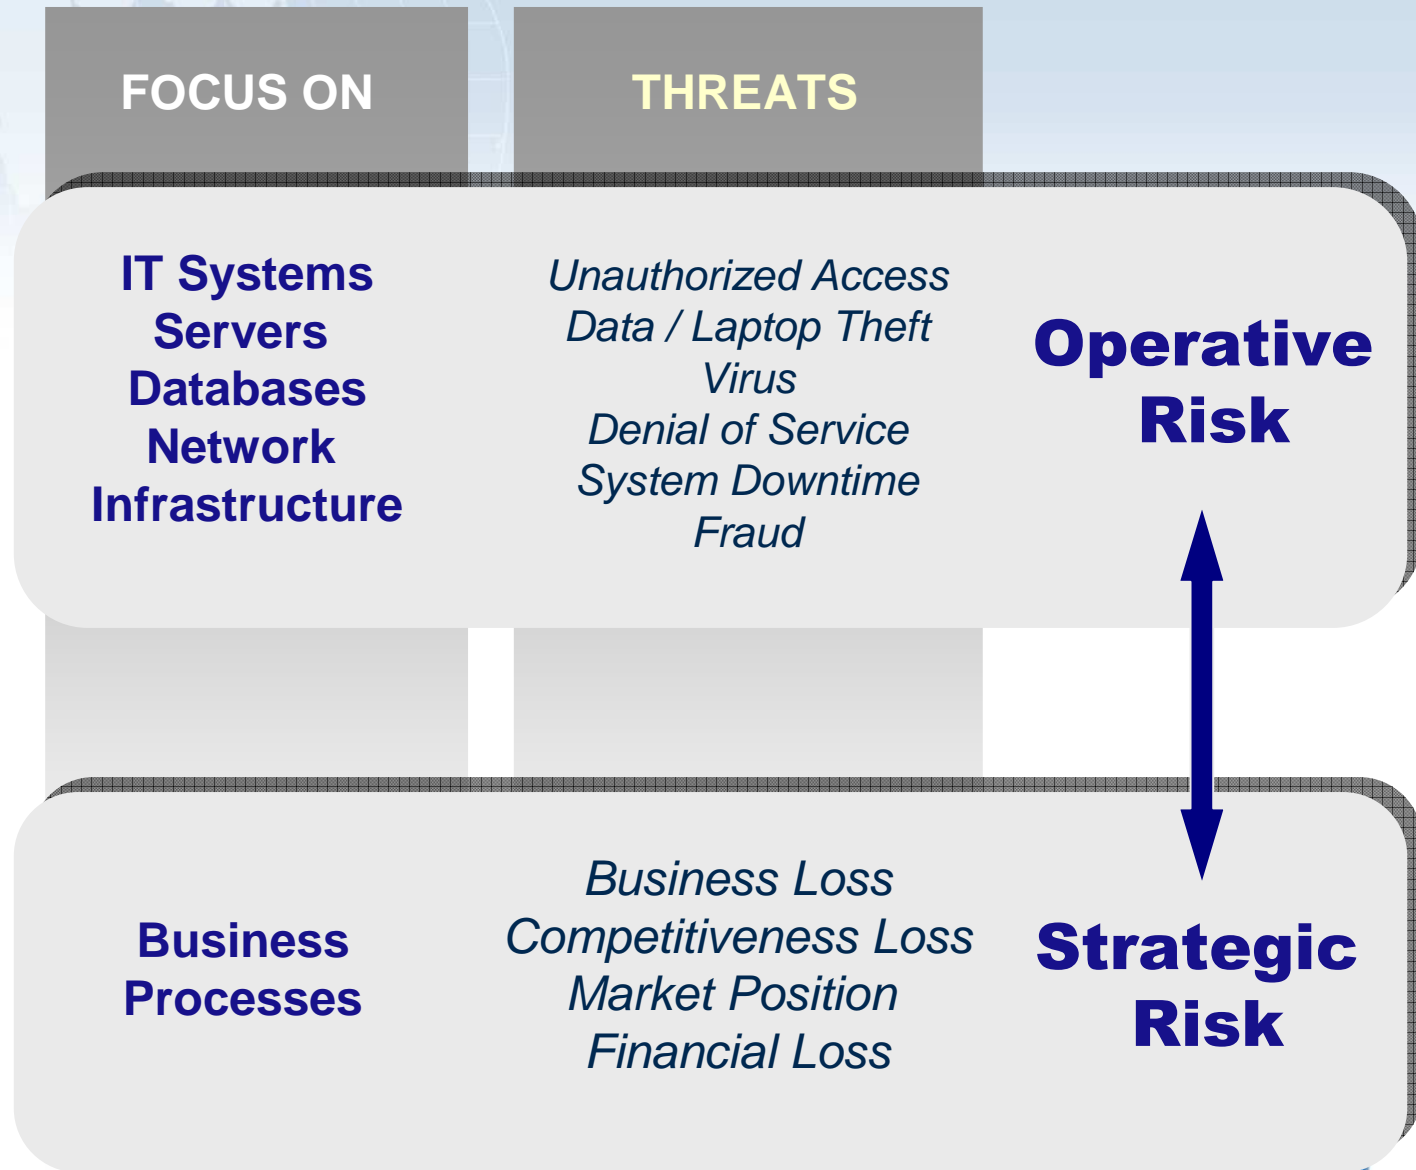 FOCUS ON
THREATS
IT Systems
Servers
Databases
Network
Infrastructure
Unauthorized Access
Data / Laptop Theft
Virus
Denial of Service
System Downtime
Fraud
Operative
Risk
Business
Processes
Business Loss
Competitiveness Loss
Market Position
Financial Loss
Strategic
Risk